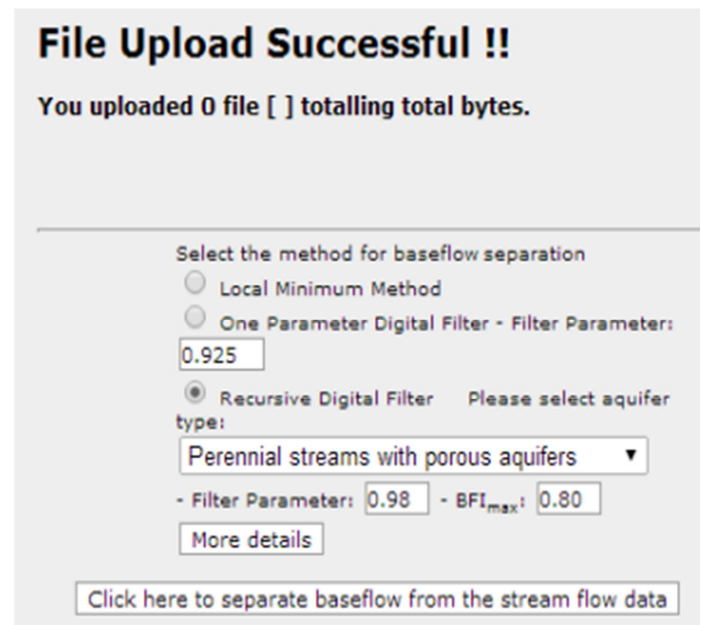 File Upload Successful !!
You uploaded 0 file [ ] totalling total bytes.
Select the method for baseflow separation
Local Minimum Method
One Parameter Digital Filter - Filter Parameter:
0.925
Recursive Digital Filter Please select aquifer
type:
Perennial streams with porous aquifers
- Filter Parameter: 0.98 - BFImax: 0.80
More details
Click here to separate baseflow from the stream flow data